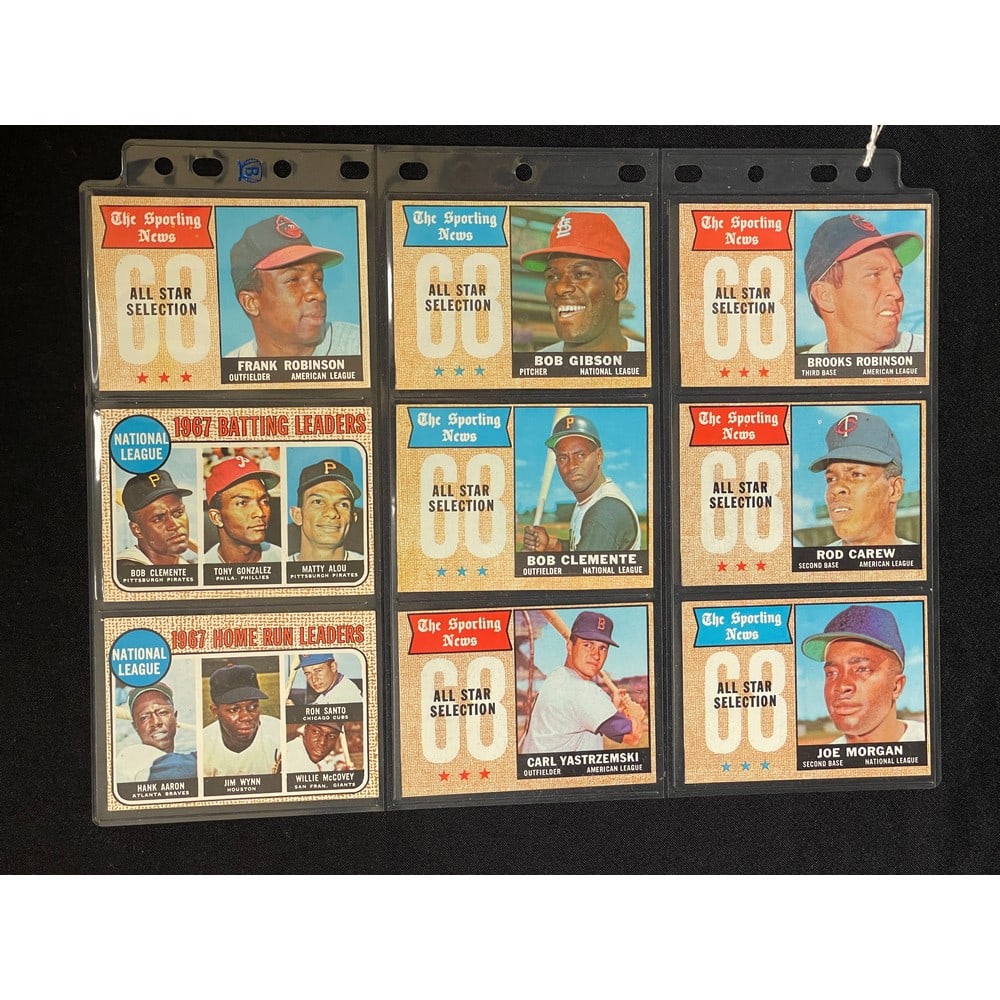 The Sporting
News
68
ALL STAR
SELECTION
FRANK ROBINSON
OUTFIELDER AMERICAN LEAGUE
The Sporting
News
68
ALL STAR
SELECTION
BOB GIBSON
PITCHER NATIONAL LEAGUE
The Sporting
News
68
ALL STAR
SELECTION
BROOKS ROBINSON
THIRD BASE AMERICAN LEAGUE
NATIONAL
LEAGUE
1967 BATTING LEADERS
P
P
P
BOB CLEMENTE
PITTSBURGH PIRATES
TONY GONZALEZ
PHILA. PHILLIES
MATTY ALOU
PITTSBURGH PIRATES
The Sporting
News
68
ALL STAR
SELECTION
P
BOB CLEMENTE
OUTFIELDER NATIONAL LEAGUE
The Sporting
News
68
ALL STAR
SELECTION
TC
ROD CAREW
SECOND BASE AMERICAN LEAGUE
NATIONAL
LEAGUE
1967 HOME RUN LEADERS
HANK AARON
ATLANTA BRAVES
JIM WYNN
HOUSTON
RON SANTO
CHICAGO CUBS
WILLIE McCOVEY
SAN FRAN. GIANTS
The Sporting
News
68
ALL STAR
SELECTION
B
CARL YASTRZEMSKI
OUTFIELDER AMERICAN LEAGUE
The Sporting
News
68
ALL STAR
SELECTION
JOE MORGAN
SECOND BASE NATIONAL LEAGUE